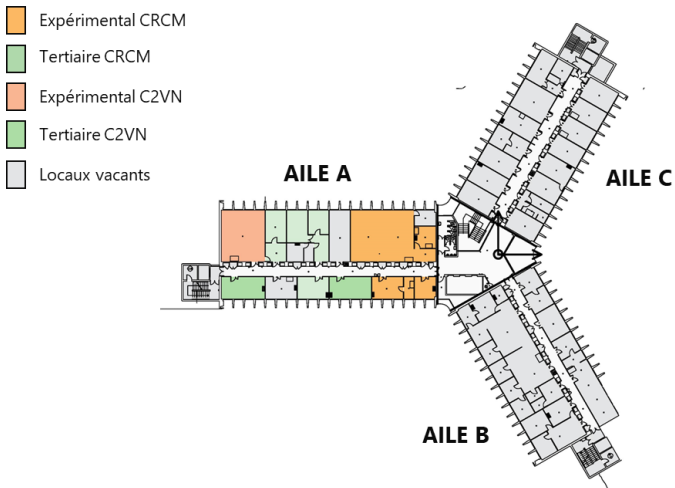 Expérimental CRCM
Tertiaire CRCM
Expérimental C2VN
Tertiaire C2VN
Locaux vacants
AILE A
AILE C
AILE B